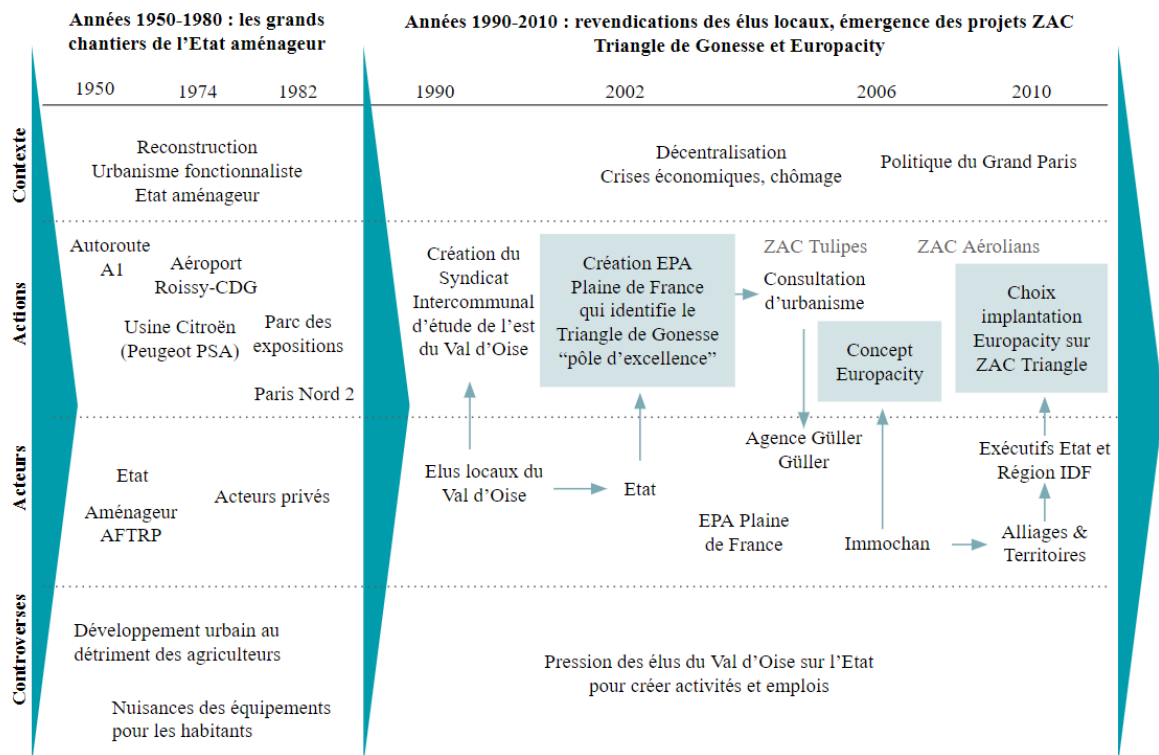 Années 1950-1980 : les grands
chantiers de l'Etat aménageur
Années 1990-2010 : revendications des élus locaux, émergence des projets ZAC
Triangle de Gonesse et Europacity
1950
1974
1982
1990
2002
2006
2010
Contexte
Reconstruction
Urbanisme fonctionnaliste
Etat aménageur
Décentralisation
Crises économiques, chômage
Politique du Grand Paris
Actions
Autoroute
A1
Aéroport
Roissy-CDG
Usine Citroën
(Peugeot PSA)
Parc des
expositions
Paris Nord 2
Création du
Syndicat
Intercommunal
d'étude de l'est
du Val d'Oise
Création EPA
Plaine de France
qui identifie le
Triangle de Gonesse
“pôle d'excellence”
ZAC Tulipes
Consultation
d'urbanisme
Concept
Europacity
ZAC Aérolians
Choix
implantation
Europacity sur
ZAC Triangle
Acteurs
Etat
Aménageur
AFTRP
Acteurs privés
Elus locaux du
Val d'Oise
Etat
Agence Güller
Güller
EPA Plaine
de France
Immochan
Exécutifs Etat et
Région IDF
Alliages &
Territoires
Controverses
Développement urbain au
détriment des agriculteurs
Nuisances des équipements
pour les habitants
Pression des élus du Val d'Oise sur l'Etat
pour créer activités et emplois